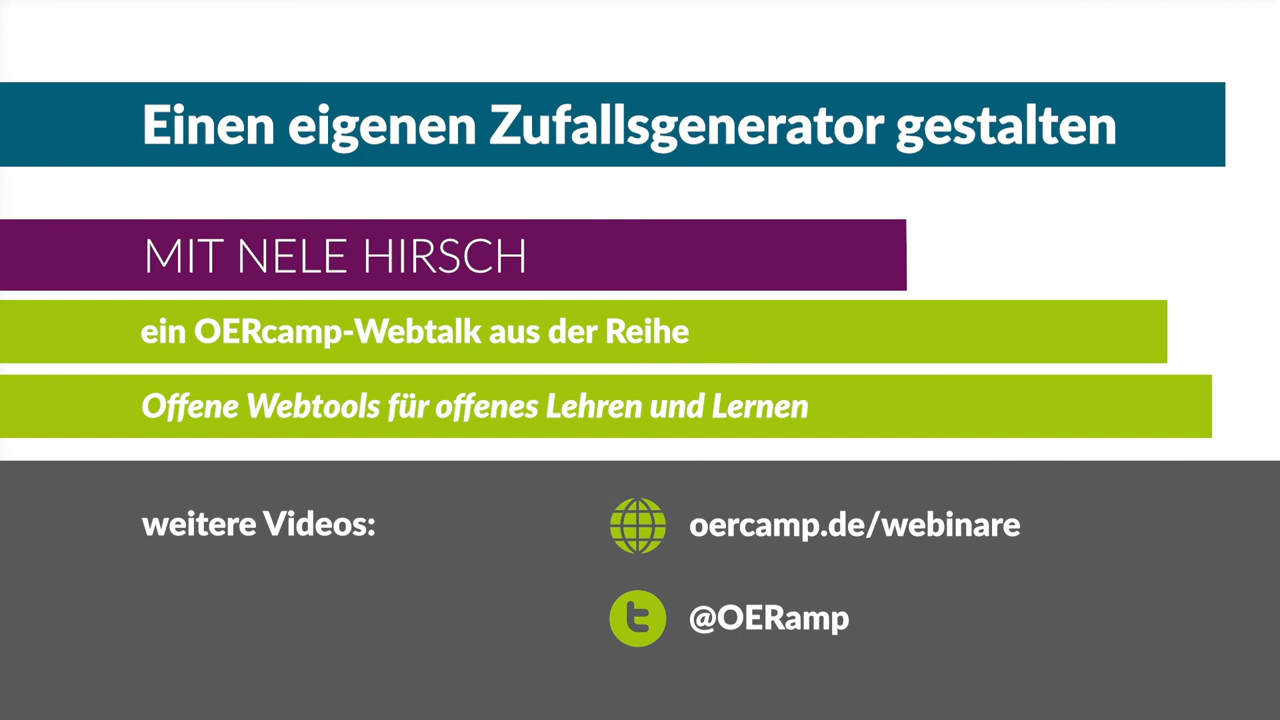 Einen eigenen Zufallsgenerator gestalten
MIT NELE HIRSCH
ein OERcamp-Webtalk aus der Reihe
Offene Webtools für offenes Lehren und Lernen
weitere Videos:
oercamp.de/webinare
@OERamp